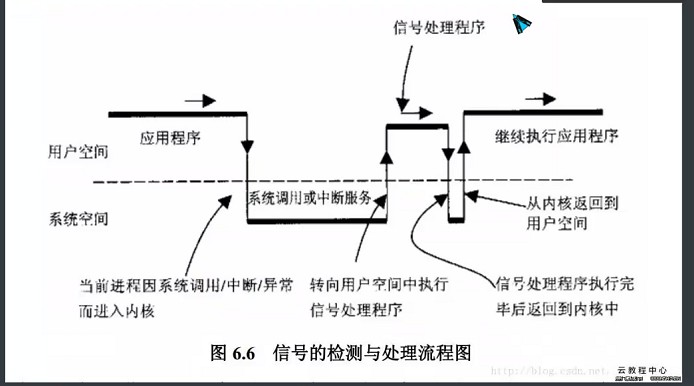 信号处理程序
应用程序
继续执行应用程序
用户空间
系统调用或中断服务
系统空间
从内核返回到
用户空间
当前进程因系统调用/中断/异常
而进入内核
转向用户空间中执行
信号处理程序
信号处理程序执行完
毕后返回到内核中
图 6.6 信号的检测与处理流程图
http://blog.csdn.net
云教程中心